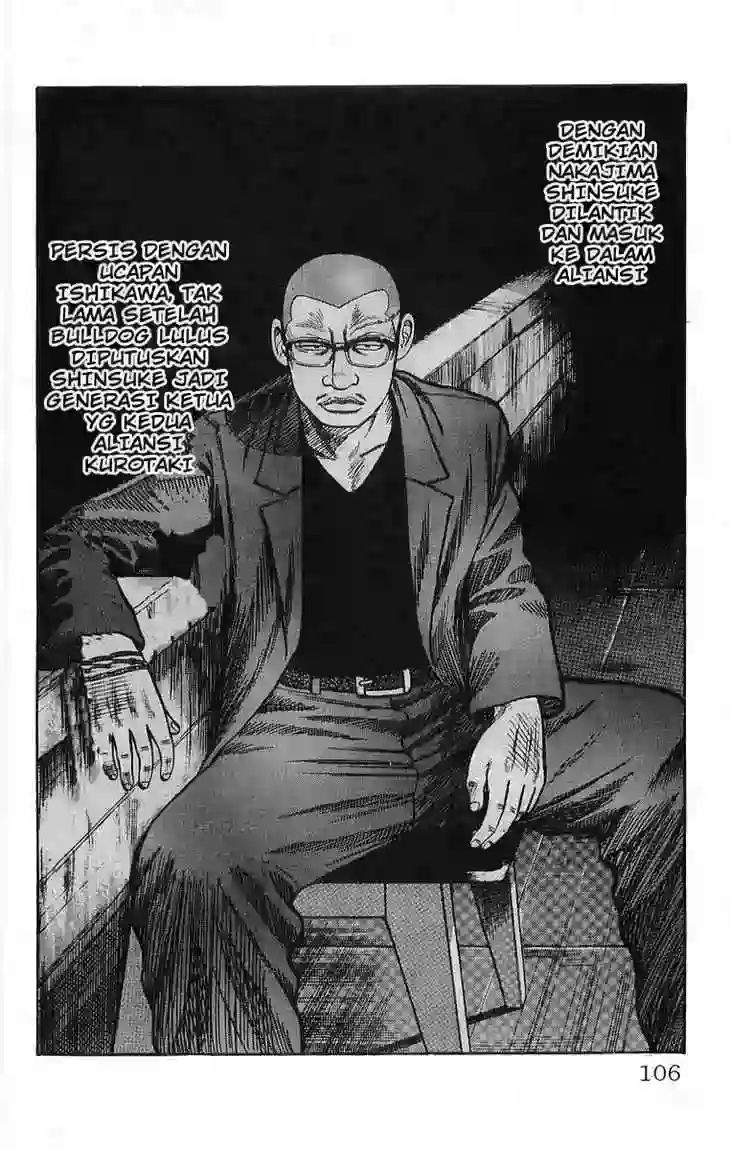 DENGAN
DEMIKIAN
NAKAJIMA
SHINSUKE
DILANTIK
DAN MASUK
KE DALAM
ALIANSI
PERSIS DENGAN
UCAPAN
ISHIKAWA, TAK
LAMA SETELAH
BULLDOG LULUS
DIPUTUSKAN
SHINSUKE JADI
GENERASI KETUA
YG KEDUA
ALIANSI
KUROTAKI
106